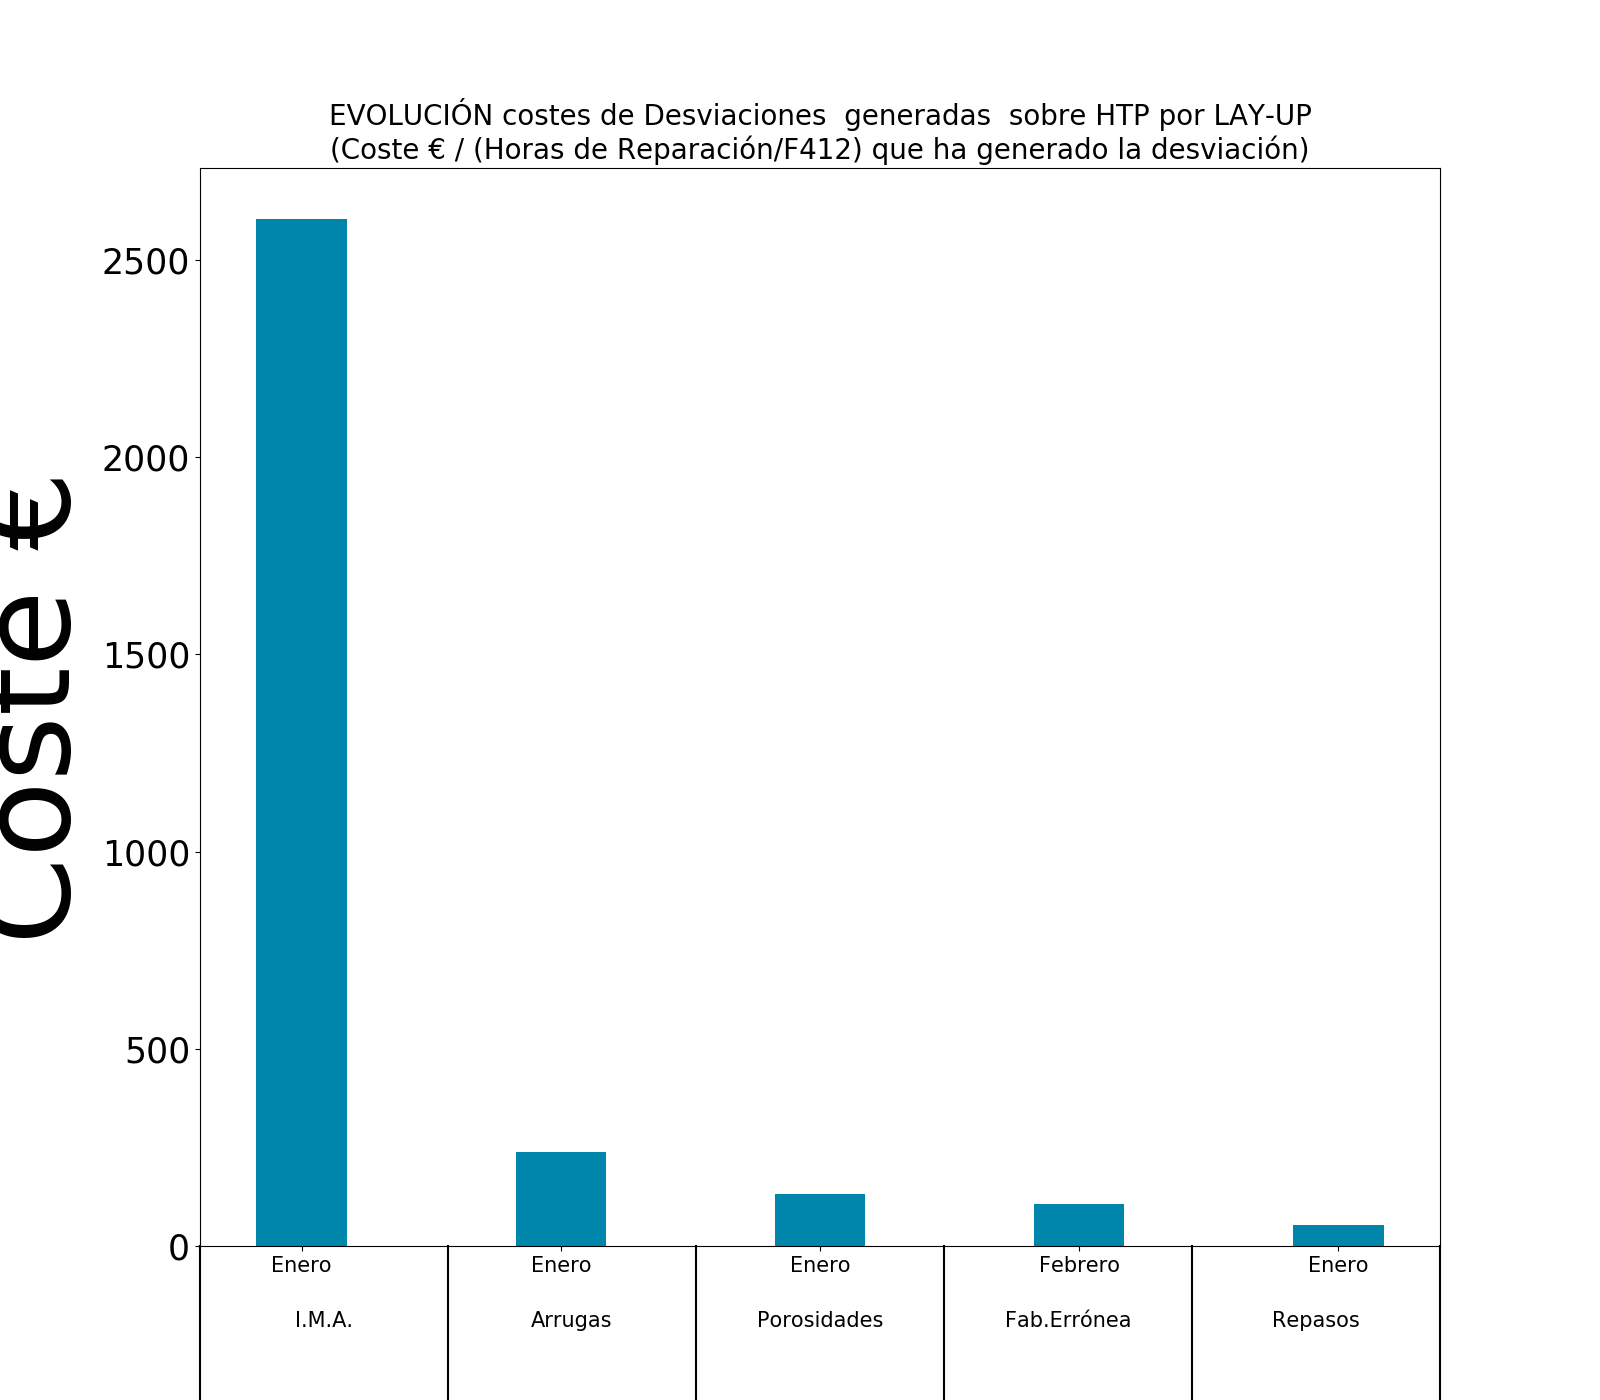 EVOLUCIÓN costes de Desviaciones  generadas  sobre HTP por LAY-UP
(Coste € / (Horas de Reparación/F412) que ha generado la desviación)
Coste €
2500
2000
1500
1000
500
0
Enero Enero Enero Febrero Enero
I.M.A. Arrugas Porosidades Fab.Errónea Repasos